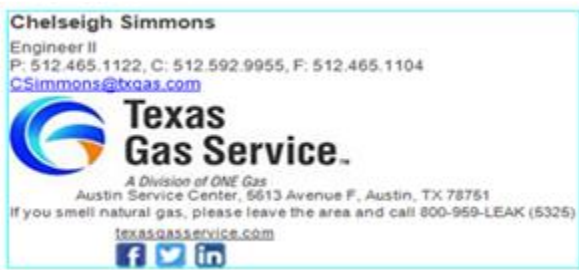 Chelseigh Simmons
Engineer II
P: 512.465.1122, C: 512.592.9955, F: 512.465.1104
CSimmons@txgas.com
Texas
Gas Service™
A Division of ONE Gas
Austin Service Center, 5613 Avenue F, Austin, TX 78751
If you smell natural gas, please leave the area and call 800-959-LEAK (5325)
texasgasservice.com
f in